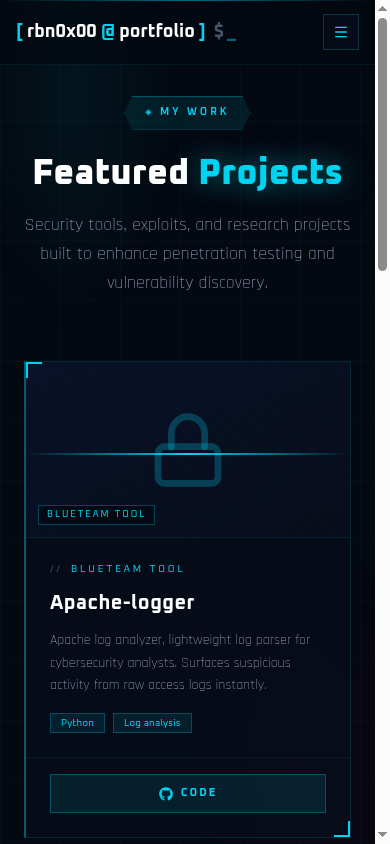 [ rbn0x00 @ portfolio ] $_
◈ MY WORK
Featured Projects
Security tools, exploits, and research projects
built to enhance penetration testing and
vulnerability discovery.
BLUETEAM TOOL
// BLUETEAM TOOL
Apache-logger
Apache log analyzer, lightweight log parser for
cybersecurity analysts. Surfaces suspicious
activity from raw access logs instantly.
Python Log analysis
CODE